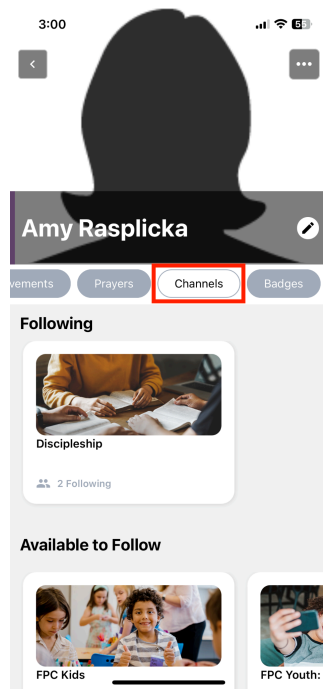 3:00
Amy Rasplicka
vements Prayers Channels Badges
Following
Discipleship
2 Following
Available to Follow
FPC Kids FPC Youth: